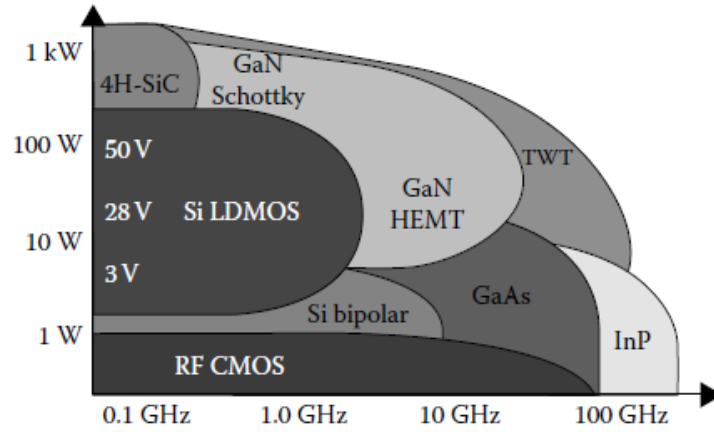 1 kW
4H-SiC
GaN
Schottky
100 W
50 V
TWT
GaN
HEMT
28 V
Si LDMOS
10 W
3 V
GaAs
Si bipolar
1 W
InP
RF CMOS
0.1 GHz
1.0 GHz
10 GHz
100 GHz